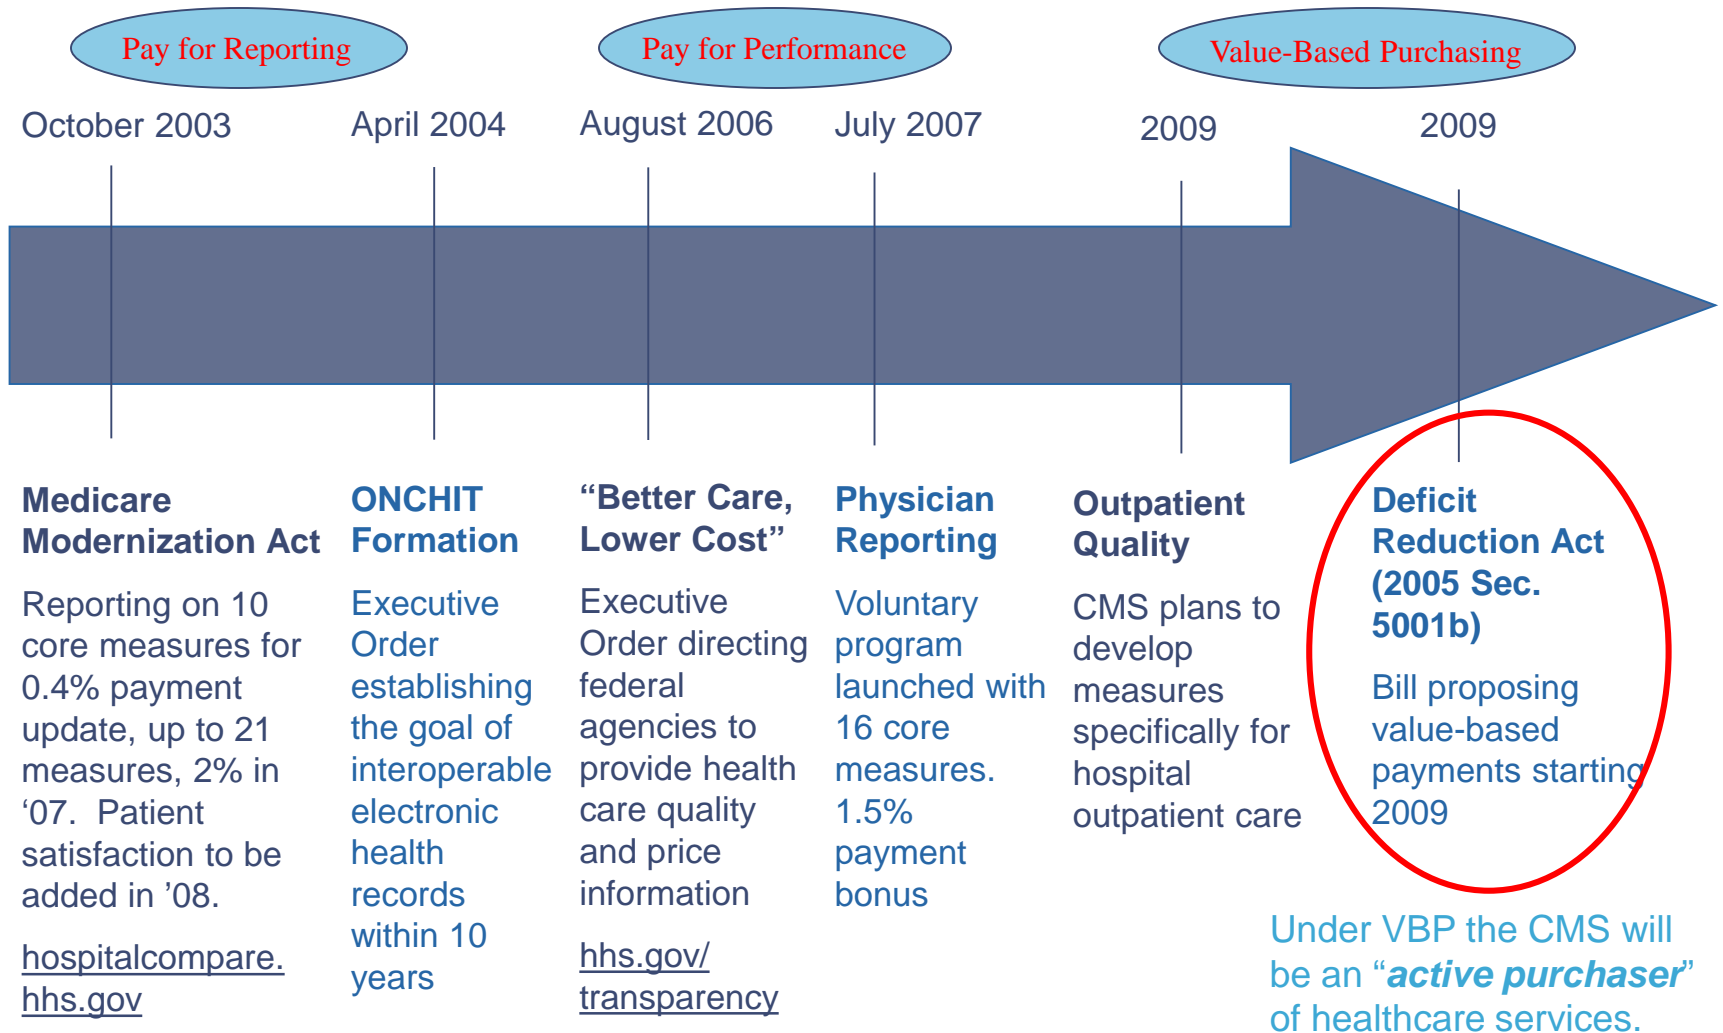 Pay for Reporting
Pay for Performance
Value-Based Purchasing
October 2003
April 2004
August 2006
July 2007
2009
2009
Medicare
Modernization Act
Reporting on 10
core measures for
0.4% payment
update, up to 21
measures, 2% in
‘07.  Patient
satisfaction to be
added in ’08.
hospitalcompare.
hhs.gov
ONCHIT
Formation
Executive
Order
establishing
the goal of
interoperable
electronic
health
records
within 10
years
“Better Care,
Lower Cost”
Executive
Order directing
federal
agencies to
provide health
care quality
and price
information
hhs.gov/
transparency
Physician
Reporting
Voluntary
program
launched with
16 core
measures.
1.5%
payment
bonus
Outpatient
Quality
CMS plans to
develop
measures
specifically for
hospital
outpatient care
Deficit
Reduction Act
(2005 Sec.
5001b)
Bill proposing
value-based
payments starting
2009
Under VBP the CMS will
be an “active purchaser”
of healthcare services.